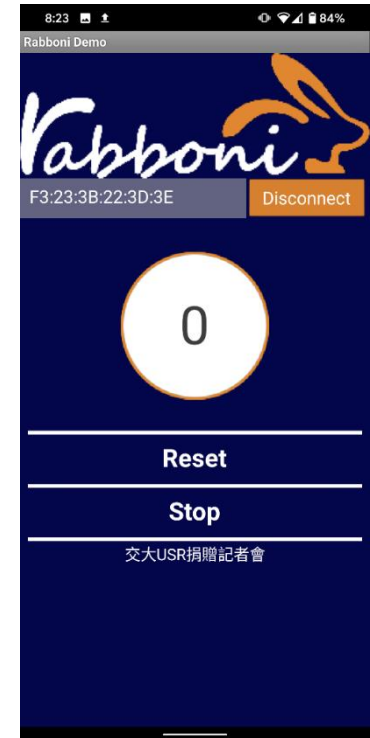 8:23 84%
Rabboni Demo
rabboni
F3:23:3B:22:3D:3E Disconnect
0
Reset
Stop
交大USR捐贈記者會